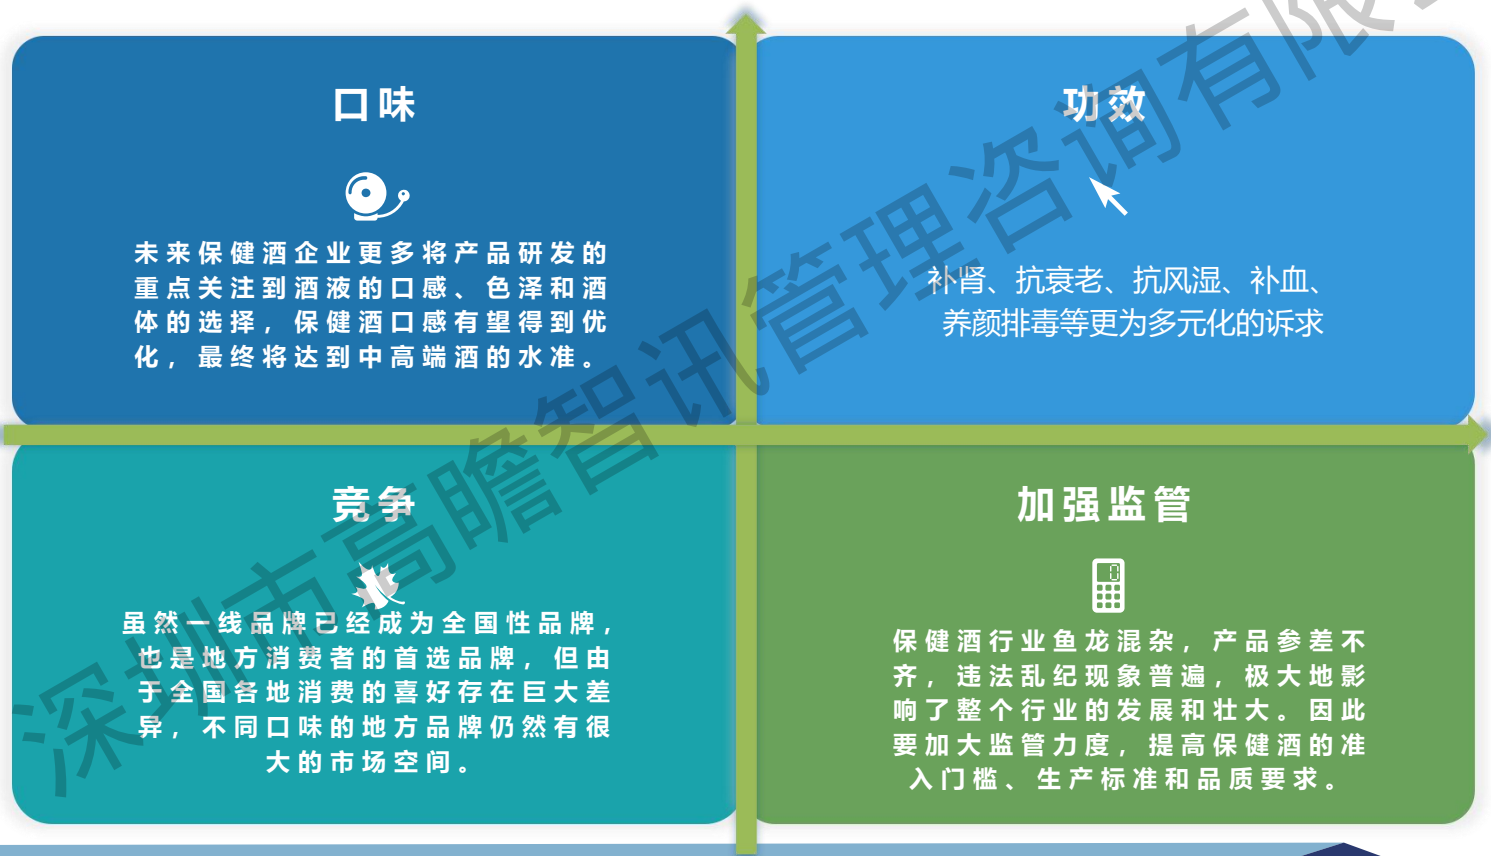 口味
未来保健酒企业更多将产品研发的
重点关注到酒液的口感、色泽和酒
体的选择，保健酒口感有望得到优
化，最终将达到中高端酒的水准。
功效
补肾、抗衰老、抗风湿、补血、
养颜排毒等更为多元化的诉求
竞争
虽然一线品牌已经成为全国性品牌，
也是地方消费者的首选品牌，但由
于全国各地消费的喜好存在巨大差
异，不同口味的地方品牌仍然有很
大的市场空间。
加强监管
保健酒行业鱼龙混杂，产品参差不
齐，违法乱纪现象普遍，极大地影
响了整个行业的发展和壮大。因此
要加大监管力度，提高保健酒的准
入门槛、生产标准和品质要求。
深圳市高瞻智讯管理咨询有限